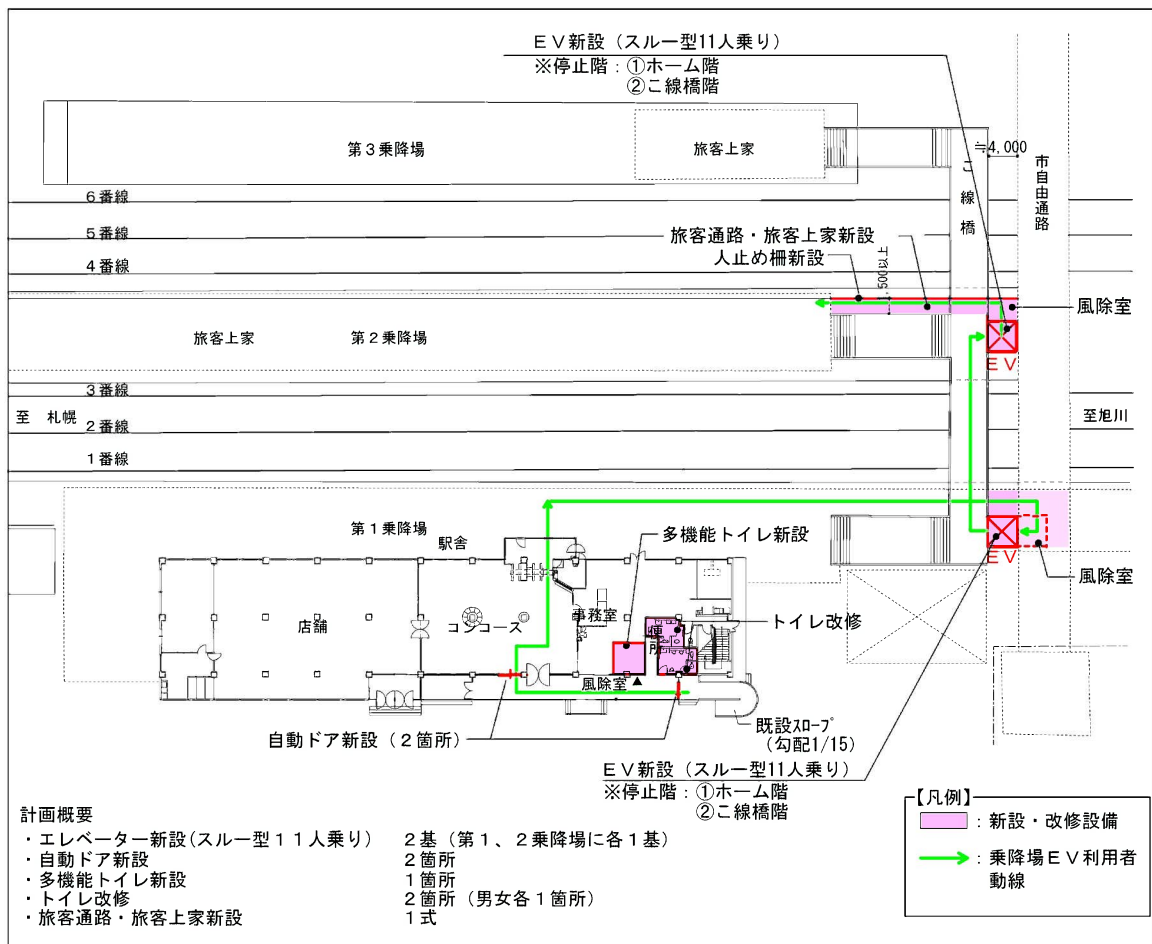 ＥＶ新設（スルー型11人乗り）
※停止階：①ホーム階
②こ線橋階
第３乗降場
旅客上家
≒4,000
こ線橋
市自由通路
６番線
５番線
４番線
旅客通路・旅客上家新設
人止め柵新設
1,500以上
風除室
旅客上家
第２乗降場
ＥＶ
３番線
至 札幌
２番線
至旭川
１番線
第１乗降場
駅舎
多機能トイレ新設
ＥＶ
風除室
店舗
コンコース
事務室
便所
トイレ改修
風除室
既設ｽﾛｰﾌﾟ
（勾配1/15）
自動ドア新設（２箇所）
ＥＶ新設（スルー型11人乗り）
※停止階：①ホーム階
②こ線橋階
計画概要
・エレベーター新設(スルー型１１人乗り) ２基（第１、２乗降場に各１基）
・自動ドア新設 ２箇所
・多機能トイレ新設 １箇所
・トイレ改修 ２箇所（男女各１箇所）
・旅客通路・旅客上家新設 １式
【凡例】
：新設・改修設備
：乗降場ＥＶ利用者
動線